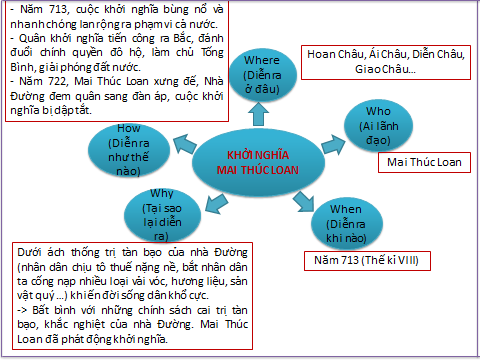 - Năm 713, cuộc khởi nghĩa bùng nổ và
nhanh chóng lan rộng ra phạm vi cả nước.
- Quân khởi nghĩa tiến công ra Bắc, đánh
đuổi chính quyền đô hộ, làm chủ Tống
Bình, giải phóng đất nước.
- Năm 722, Mai Thúc Loan xưng đế, Nhà
Đường đem quân sang đàn áp, cuộc khởi
nghĩa bị dập tắt.
Where
(Diễn ra
ở đâu)
Hoan Châu, Ái Châu, Diễn Châu,
Giao Châu...
Who
(Ai lãnh
đạo)
Mai Thúc Loan
How
(Diễn ra
như thế
nào)
KHỞI NGHĨA
MAI THÚC LOAN
Why
(Tại sao
lại diễn
ra)
When
(Diễn ra
khi nào)
Năm 713 (Thế kỉ VIII)
Dưới ách thống trị tàn bạo của nhà Đường
(nhân dân chịu tô thuế nặng nề, bắt nhân dân
ta cống nạp nhiều loại vải vóc, hương liệu, sản
vật quý ...) khiến đời sống dân khổ cực.
-> Bất bình với những chính sách cai trị tàn
bạo, khắc nghiệt của nhà Đường. Mai Thúc
Loan đã phát động khởi nghĩa.